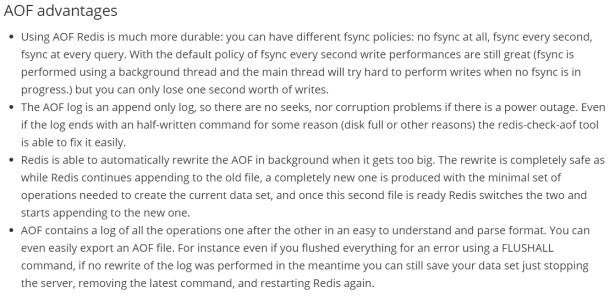 AOF advantages
• Using AOF Redis is much more durable: you can have different fsync policies: no fsync at all, fsync every second,
fsync at every query. With the default policy of fsync every second write performances are still great (fsync is
performed using a background thread and the main thread will try hard to perform writes when no fsync is in
progress.) but you can only lose one second worth of writes.
• The AOF log is an append only log, so there are no seeks, nor corruption problems if there is a power outage. Even
if the log ends with an half-written command for some reason (disk full or other reasons) the redis-check-aof tool
is able to fix it easily.
• Redis is able to automatically rewrite the AOF in background when it gets too big. The rewrite is completely safe as
while Redis continues appending to the old file, a completely new one is produced with the minimal set of
operations needed to create the current data set, and once this second file is ready Redis switches the two and
starts appending to the new one.
• AOF contains a log of all the operations one after the other in an easy to understand and parse format. You can
even easily export an AOF file. For instance even if you flushed everything for an error using a FLUSHALL
command, if no rewrite of the log was performed in the meantime you can still save your data set just stopping
the server, removing the latest command, and restarting Redis again.